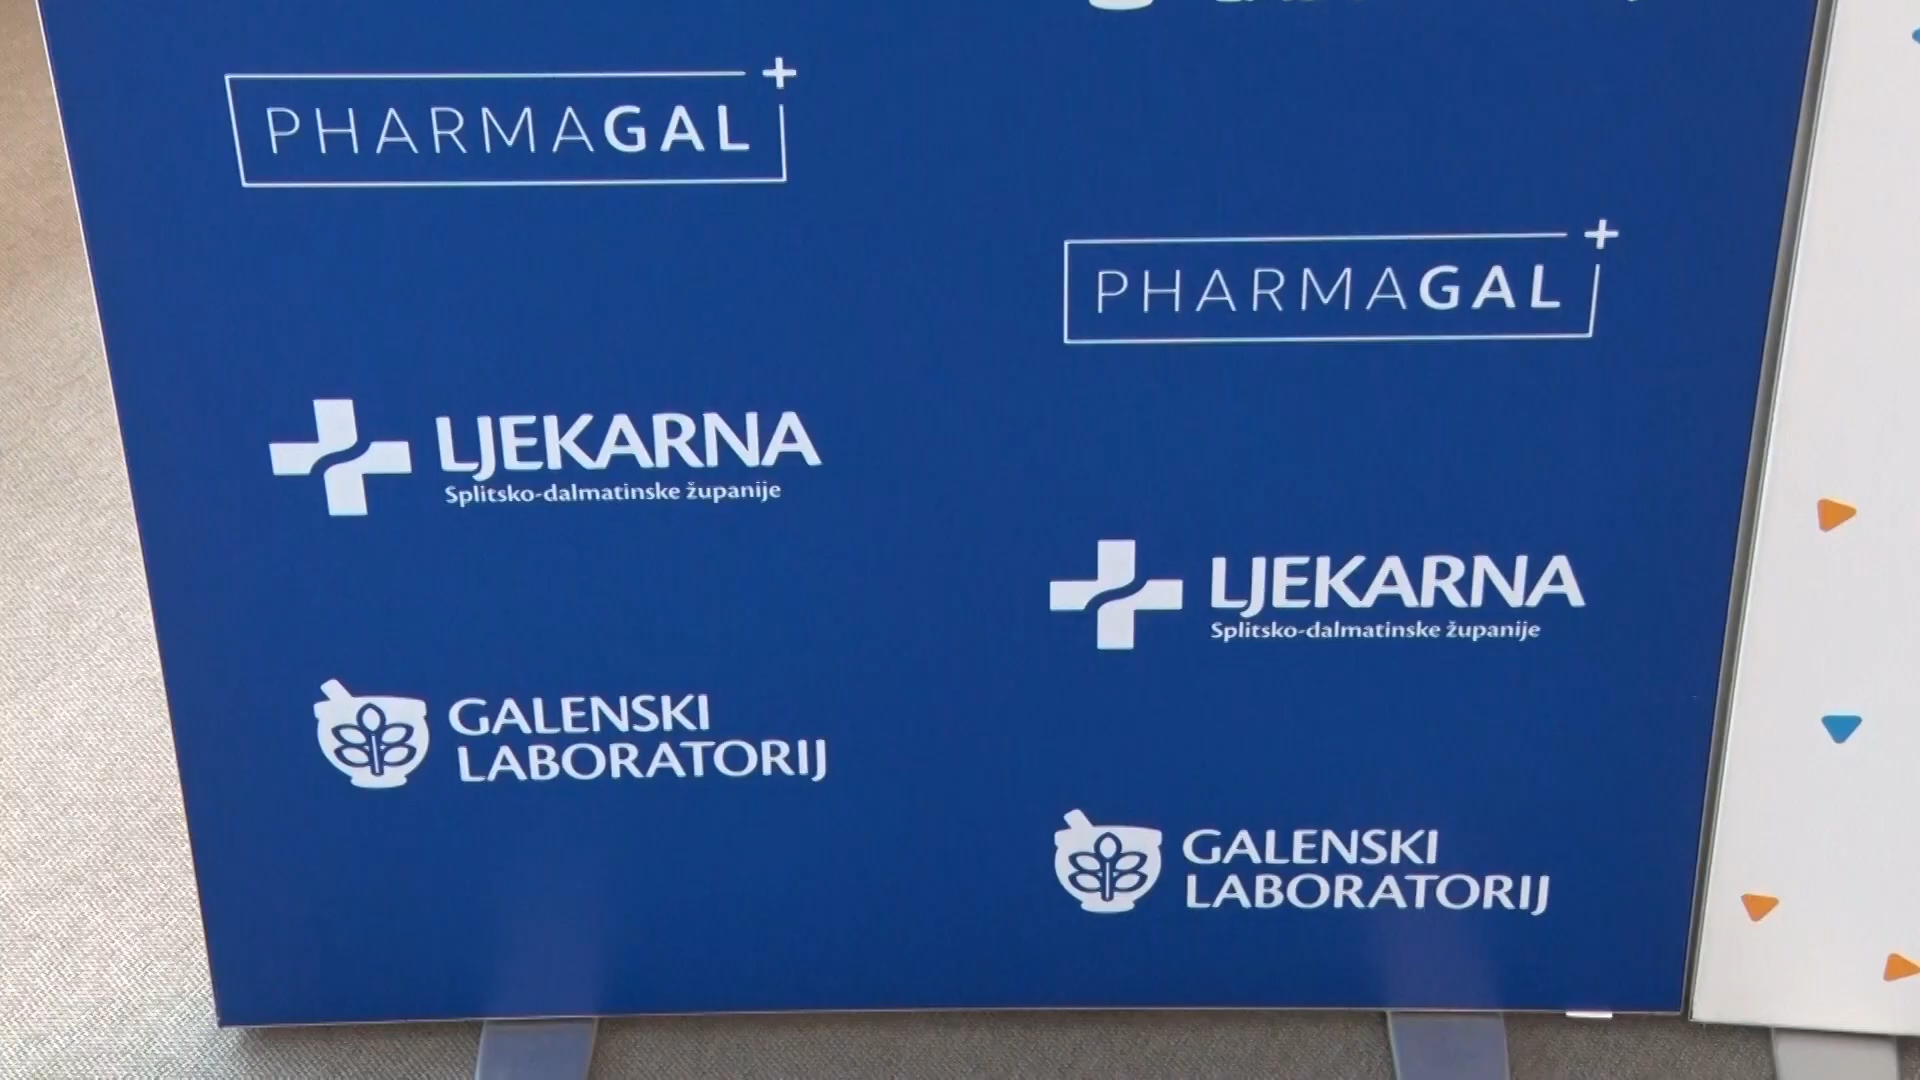 PHARMAGAL
PHARMAGAL
LJEKARNA
Splitsko-dalmatinske županije
LJEKARNA
Splitsko-dalmatinske županije
GALENSKI
LABORATORIJ
GALENSKI
LABORATORIJ